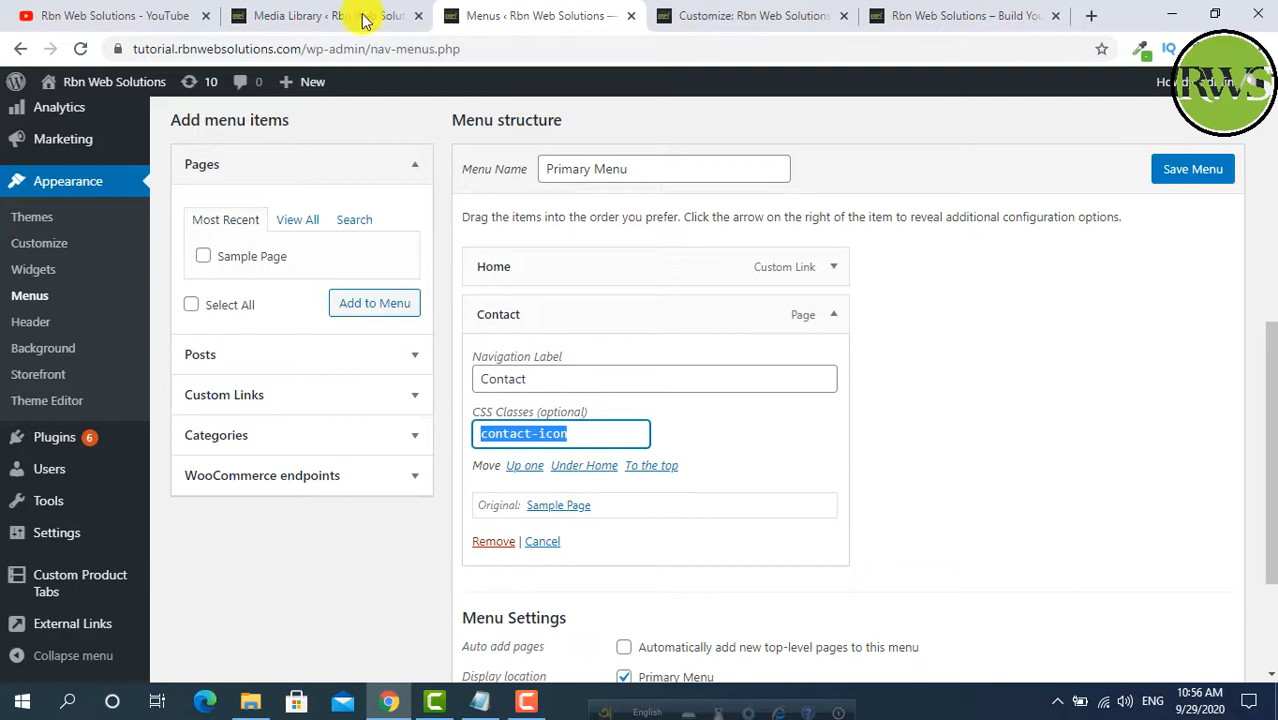 Rbn Web Solutions - YouTube
Media Library ‹ Rbn Web Solut
Menus ‹ Rbn Web Solutions —
Customize: Rbn Web Solutions –
Rbn Web Solutions – Build You
tutorial.rbnwebsolutions.com/wp-admin/nav-menus.php
IQ
Rbn Web Solutions
10
0
New
RWS
Analytics
Marketing
Appearance
Themes
Customize
Widgets
Menus
Header
Background
Storefront
Theme Editor
Plugins 6
Users
Tools
Settings
Custom Product
Tabs
External Links
Collapse menu
Add menu items
Pages
Most Recent
View All
Search
Sample Page
Select All
Add to Menu
Posts
Custom Links
Categories
WooCommerce endpoints
Menu structure
Menu Name
Primary Menu
Save Menu
Drag the items into the order you prefer. Click the arrow on the right of the item to reveal additional configuration options.
Home
Custom Link
Contact
Page
Navigation Label
Contact
CSS Classes (optional)
contact-icon
Move Up one Under Home To the top
Original: Sample Page
Remove | Cancel
Menu Settings
Auto add pages
Automatically add new top-level pages to this menu
Display location
Primary Menu
English
ENG
10:56 AM
9/29/2020